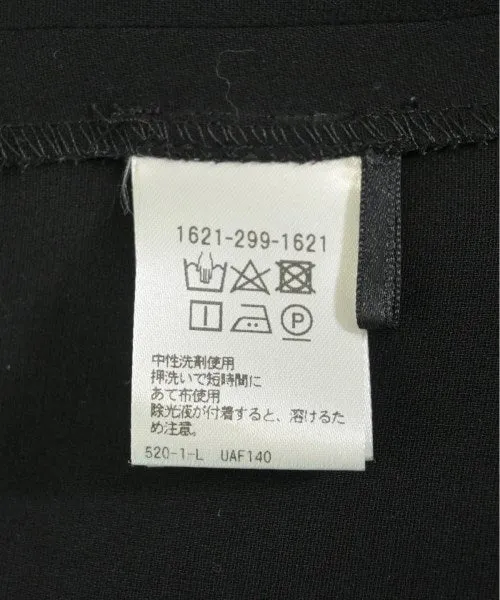 1621-299-1621
P
中性洗剤使用
押洗いで短時間に
あて布使用
除光液が付着すると、溶けるた
め注意。
520-1-L UAF140